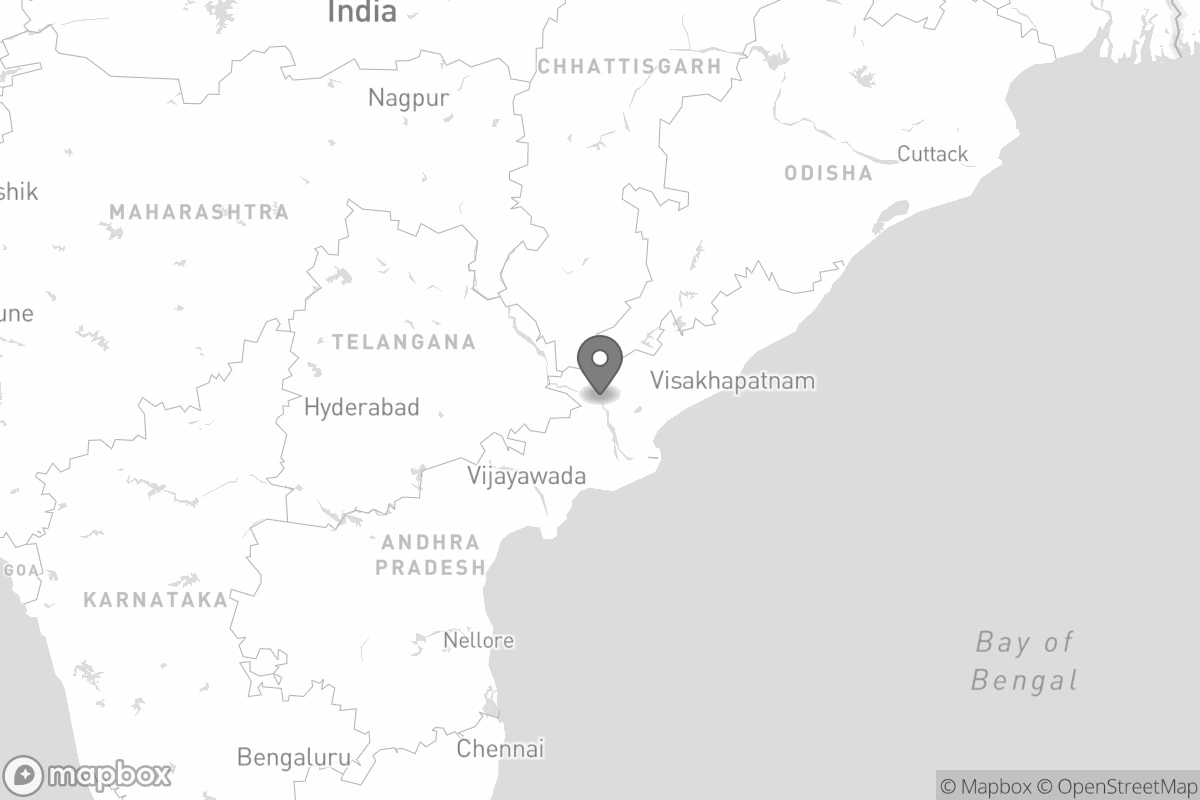 India
CHHATTISGARH
Nagpur
Cuttack
ODISHA
shik
MAHARASHTRA
une
TELANGANA
Visakhapatnam
Hyderabad
Vijayawada
ANDHRA
PRADESH
GOA
KARNATAKA
Nellore
Bay of
Bengal
Chennai
Bengaluru
mapbox
© Mapbox © OpenStreetMap